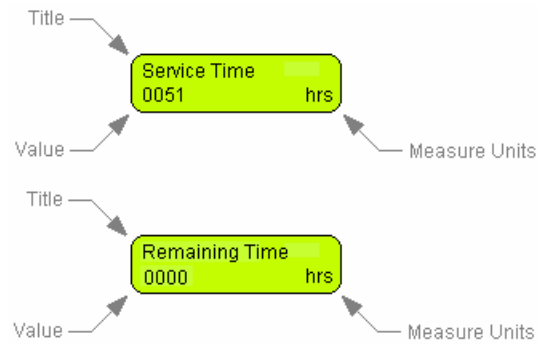 Title
Service Time
0051 hrs
Value
Measure Units
Title
Remaining Time
0000 hrs
Value
Measure Units